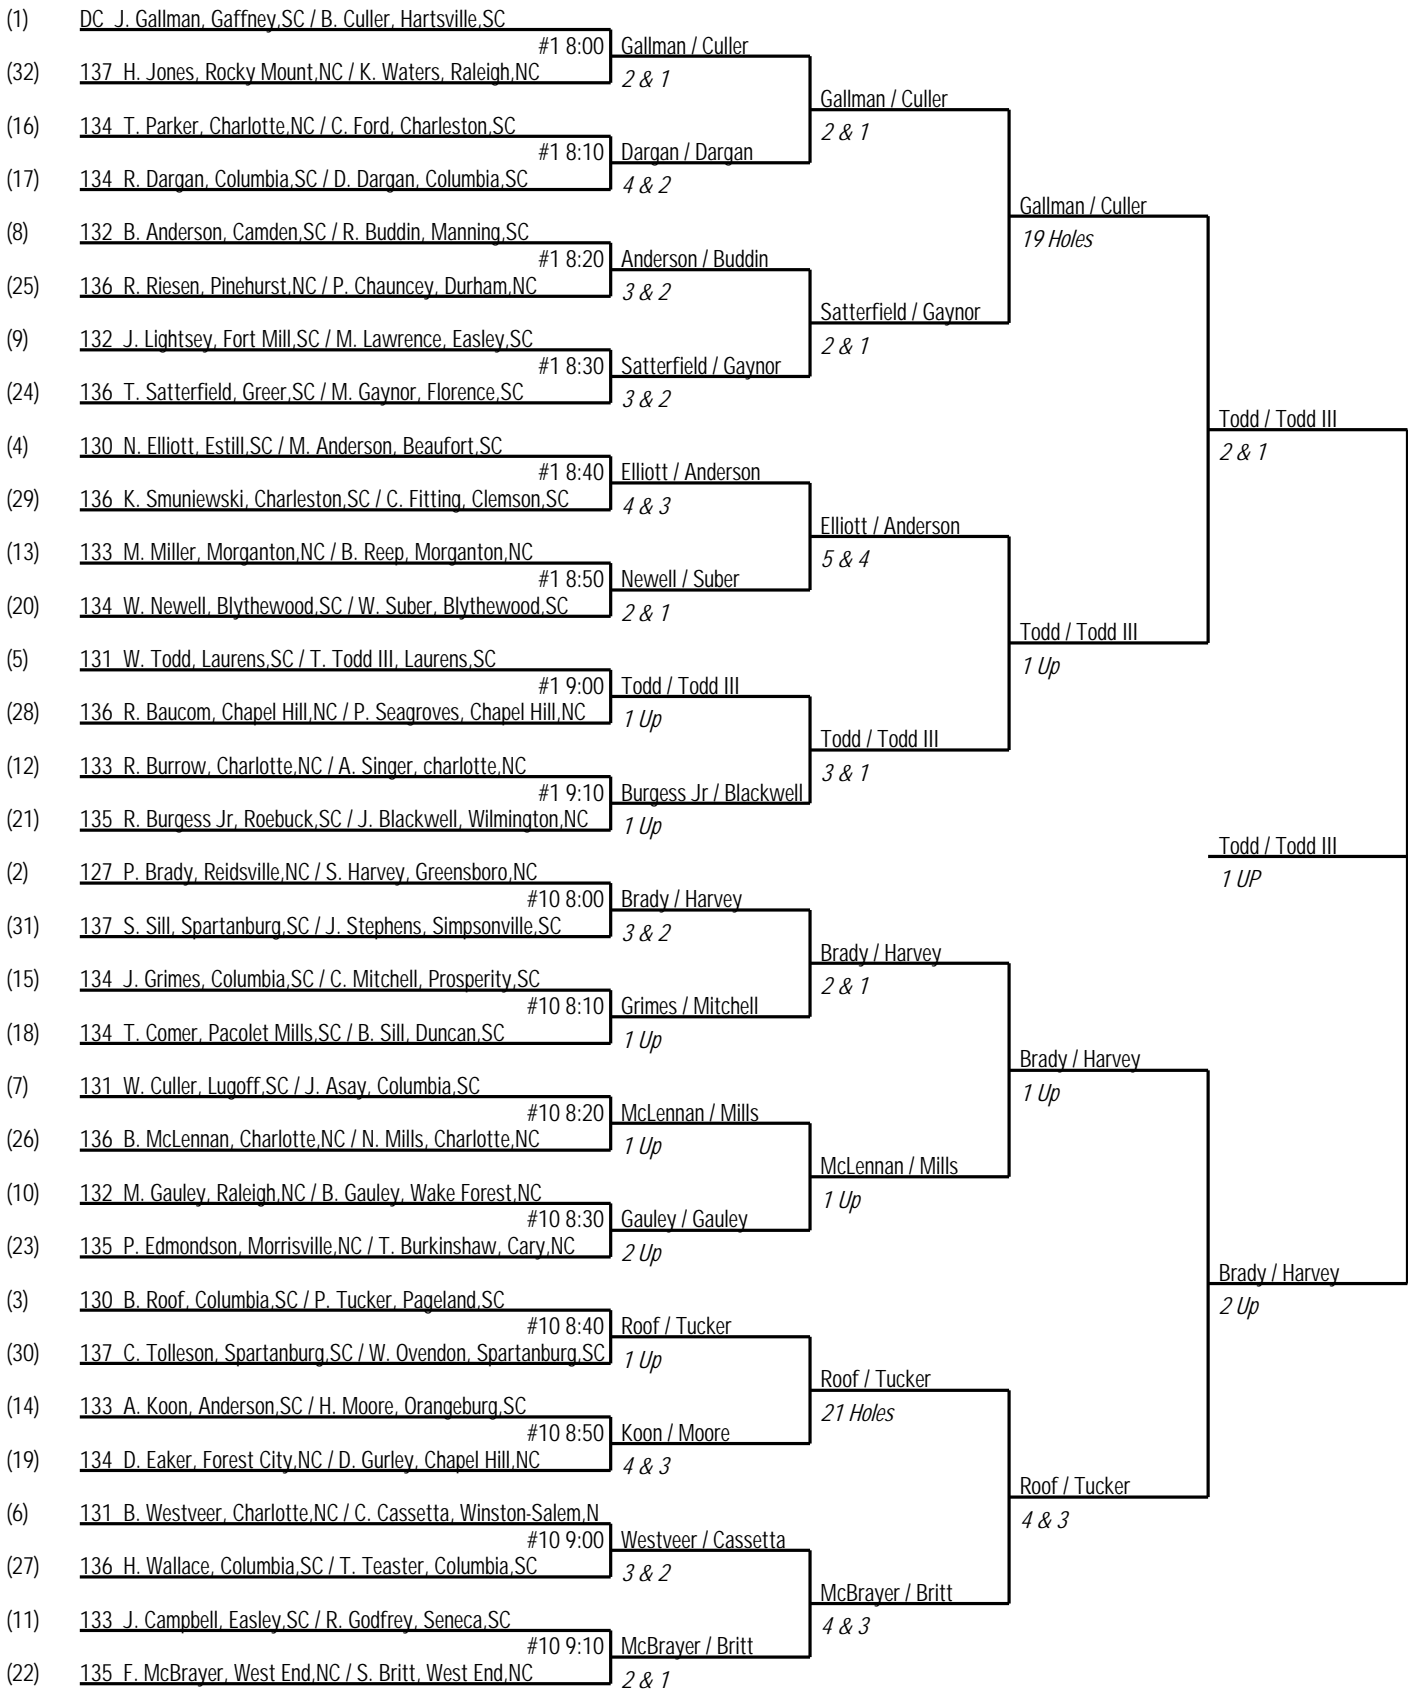 (1) DC J. Gallman, Gaffney,SC / B. Culler, Hartsville,SC
#1 8:00 Gallman / Culler
(32) 137 H. Jones, Rocky Mount,NC / K. Waters, Raleigh,NC
2 & 1
Gallman / Culler
(16) 134 T. Parker, Charlotte,NC / C. Ford, Charleston,SC
2 & 1
#1 8:10 Dargan / Dargan
(17) 134 R. Dargan, Columbia,SC / D. Dargan, Columbia,SC
4 & 2
Gallman / Culler
(8) 132 B. Anderson, Camden,SC / R. Buddin, Manning,SC
19 Holes
#1 8:20 Anderson / Buddin
(25) 136 R. Riesen, Pinehurst,NC / P. Chauncey, Durham,NC
3 & 2
Satterfield / Gaynor
(9) 132 J. Lightsey, Fort Mill,SC / M. Lawrence, Easley,SC
2 & 1
#1 8:30 Satterfield / Gaynor
(24) 136 T. Satterfield, Greer,SC / M. Gaynor, Florence,SC
3 & 2
Todd / Todd III
(4) 130 N. Elliott, Estill,SC / M. Anderson, Beaufort,SC
2 & 1
#1 8:40 Elliott / Anderson
(29) 136 K. Smuniewski, Charleston,SC / C. Fitting, Clemson,SC
4 & 3
Elliott / Anderson
(13) 133 M. Miller, Morganton,NC / B. Reep, Morganton,NC
5 & 4
#1 8:50 Newell / Suber
(20) 134 W. Newell, Blythewood,SC / W. Suber, Blythewood,SC
2 & 1
Todd / Todd III
(5) 131 W. Todd, Laurens,SC / T. Todd III, Laurens,SC
1 Up
#1 9:00 Todd / Todd III
(28) 136 R. Baucom, Chapel Hill,NC / P. Seagroves, Chapel Hill,NC
1 Up
Todd / Todd III
(12) 133 R. Burrow, Charlotte,NC / A. Singer, charlotte,NC
3 & 1
#1 9:10 Burgess Jr / Blackwell
(21) 135 R. Burgess Jr, Roebuck,SC / J. Blackwell, Wilmington,NC
1 Up
Todd / Todd III
(2) 127 P. Brady, Reidsville,NC / S. Harvey, Greensboro,NC
1 UP
#10 8:00 Brady / Harvey
(31) 137 S. Sill, Spartanburg,SC / J. Stephens, Simpsonville,SC
3 & 2
Brady / Harvey
(15) 134 J. Grimes, Columbia,SC / C. Mitchell, Prosperity,SC
2 & 1
#10 8:10 Grimes / Mitchell
(18) 134 T. Comer, Pacolet Mills,SC / B. Sill, Duncan,SC
1 Up
Brady / Harvey
(7) 131 W. Culler, Lugoff,SC / J. Asay, Columbia,SC
1 Up
#10 8:20 McLennan / Mills
(26) 136 B. McLennan, Charlotte,NC / N. Mills, Charlotte,NC
1 Up
McLennan / Mills
(10) 132 M. Gauley, Raleigh,NC / B. Gauley, Wake Forest,NC
1 Up
#10 8:30 Gauley / Gauley
(23) 135 P. Edmondson, Morrisville,NC / T. Burkinshaw, Cary,NC
2 Up
Brady / Harvey
(3) 130 B. Roof, Columbia,SC / P. Tucker, Pageland,SC
2 Up
#10 8:40 Roof / Tucker
(30) 137 C. Tolleson, Spartanburg,SC / W. Ovendon, Spartanburg,SC
1 Up
Roof / Tucker
(14) 133 A. Koon, Anderson,SC / H. Moore, Orangeburg,SC
21 Holes
#10 8:50 Koon / Moore
(19) 134 D. Eaker, Forest City,NC / D. Gurley, Chapel Hill,NC
4 & 3
Roof / Tucker
(6) 131 B. Westveer, Charlotte,NC / C. Cassetta, Winston-Salem,N
4 & 3
#10 9:00 Westveer / Cassetta
(27) 136 H. Wallace, Columbia,SC / T. Teaster, Columbia,SC
3 & 2
McBrayer / Britt
(11) 133 J. Campbell, Easley,SC / R. Godfrey, Seneca,SC
4 & 3
#10 9:10 McBrayer / Britt
(22) 135 F. McBrayer, West End,NC / S. Britt, West End,NC
2 & 1